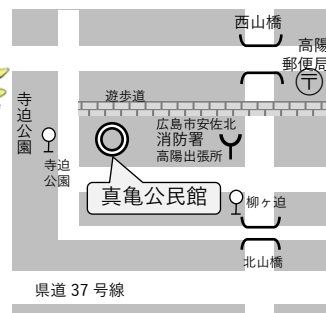 西山橋
高陽
郵便局
遊歩道
寺迫公園
広島市安佐北
消防署
高陽出張所
寺迫
公園
真亀公民館
柳ヶ迫
北山橋
県道 37 号線